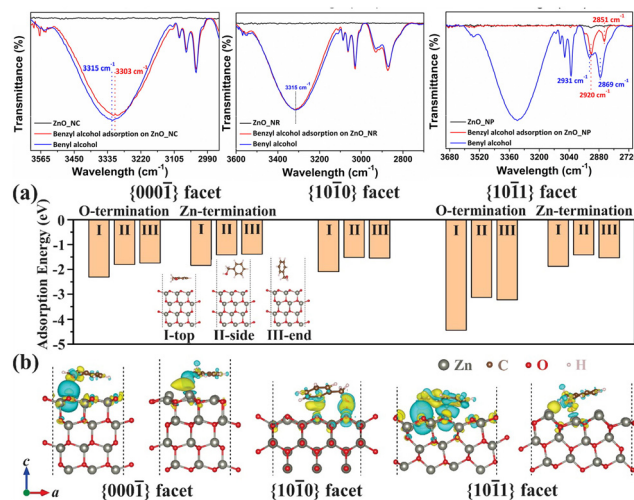 Transmittance (%)
3315 cm⁻¹
3303 cm⁻¹
ZnO_NC
Benzyl alcohol adsorption on ZnO_NC
Benyl alcohol
3565 3465 3365 3265 3165 3065 2990
Wavelength (cm⁻¹)
{0001̄} facet
Transmittance (%)
3315 cm⁻¹
ZnO_NR
Benzyl alcohol adsorption on ZnO_NR
Benyl alcohol
3600 3400 3200 3000 2800
Wavelength (cm⁻¹)
{101̄0} facet
Transmittance (%)
2851 cm⁻¹
2931 cm⁻¹
2869 cm⁻¹
2920 cm⁻¹
ZnO_NP
Benzyl alcohol adsorption on ZnO_NP
Benyl alcohol
3680 3520 3360 3200 3040 2880 272
Wavelength (cm⁻¹)
{101̄1} facet
(a)
Adsorption Energy (eV)
0
-1
-2
-3
-4
-5
O-termination
I II III
Zn-termination
I II III
I II III
O-termination
I II III
Zn-termination
I II III
I-top
II-side
III-end
(b)
Zn C O H
c
a
{0001̄} facet
{101̄0} facet
{101̄1} facet